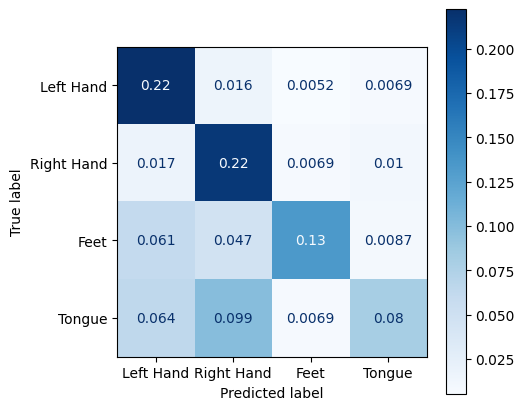 True label
Left Hand 0.22 0.016 0.0052 0.0069
Right Hand 0.017 0.22 0.0069 0.01
Feet 0.061 0.047 0.13 0.0087
Tongue 0.064 0.099 0.0069 0.08
Left Hand Right Hand Feet Tongue
Predicted label
0.200
0.175
0.150
0.125
0.100
0.075
0.050
0.025